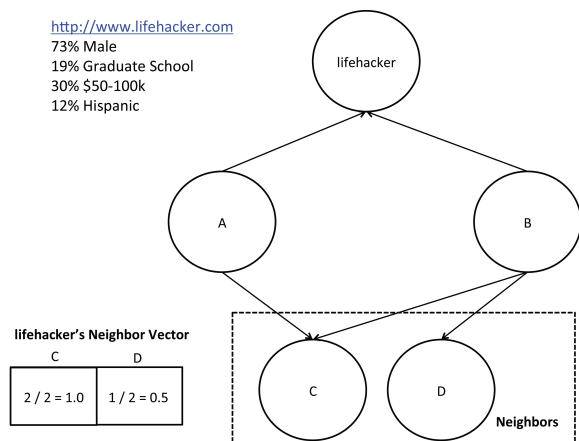 http://www.lifehacker.com
73% Male
19% Graduate School
30% $50-100k
12% Hispanic
lifehacker
A
B
lifehacker's Neighbor Vector
C D
2 / 2 = 1.0 1 / 2 = 0.5
C
D
Neighbors